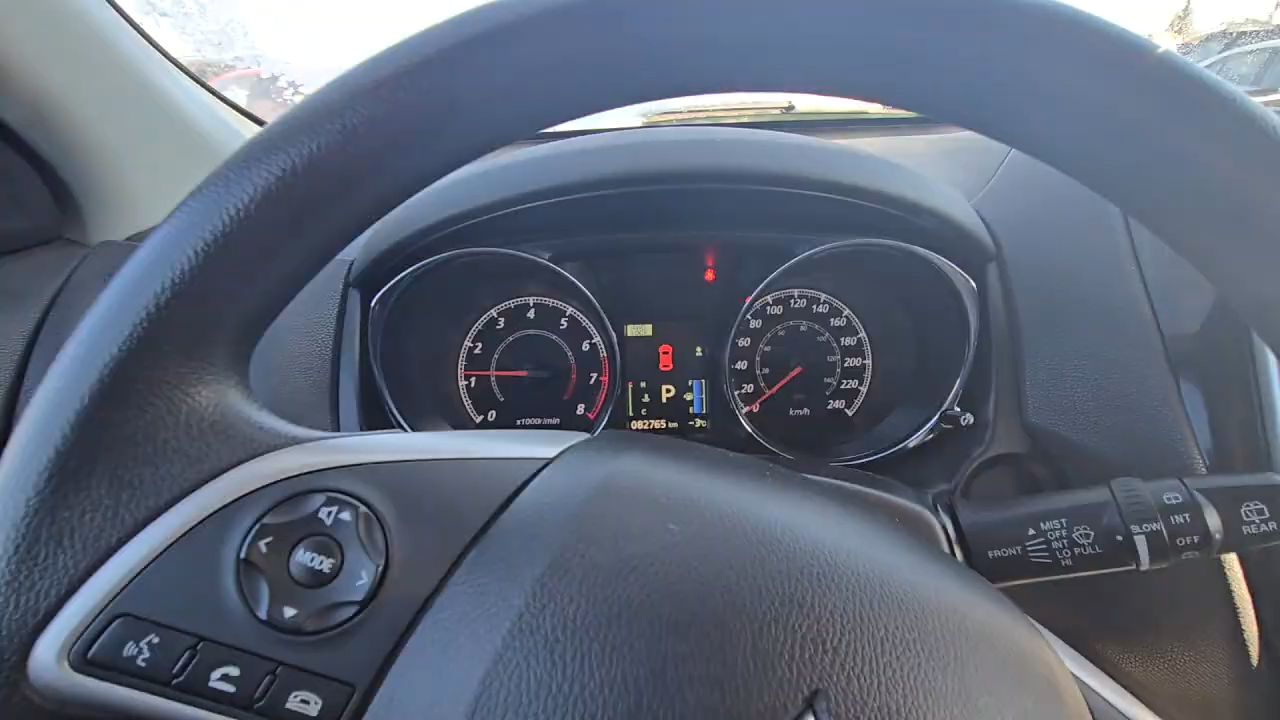 0 1 2 3 4 5 6 7 8
x1000r/min
0 20 40 60 80 100 120 140 160 180 200 220 240
km/h
P
H
C
F
082765 km
-3°C
MODE
FRONT
MIST
OFF
INT
LO
HI
PULL
SLOW
INT
OFF
REAR